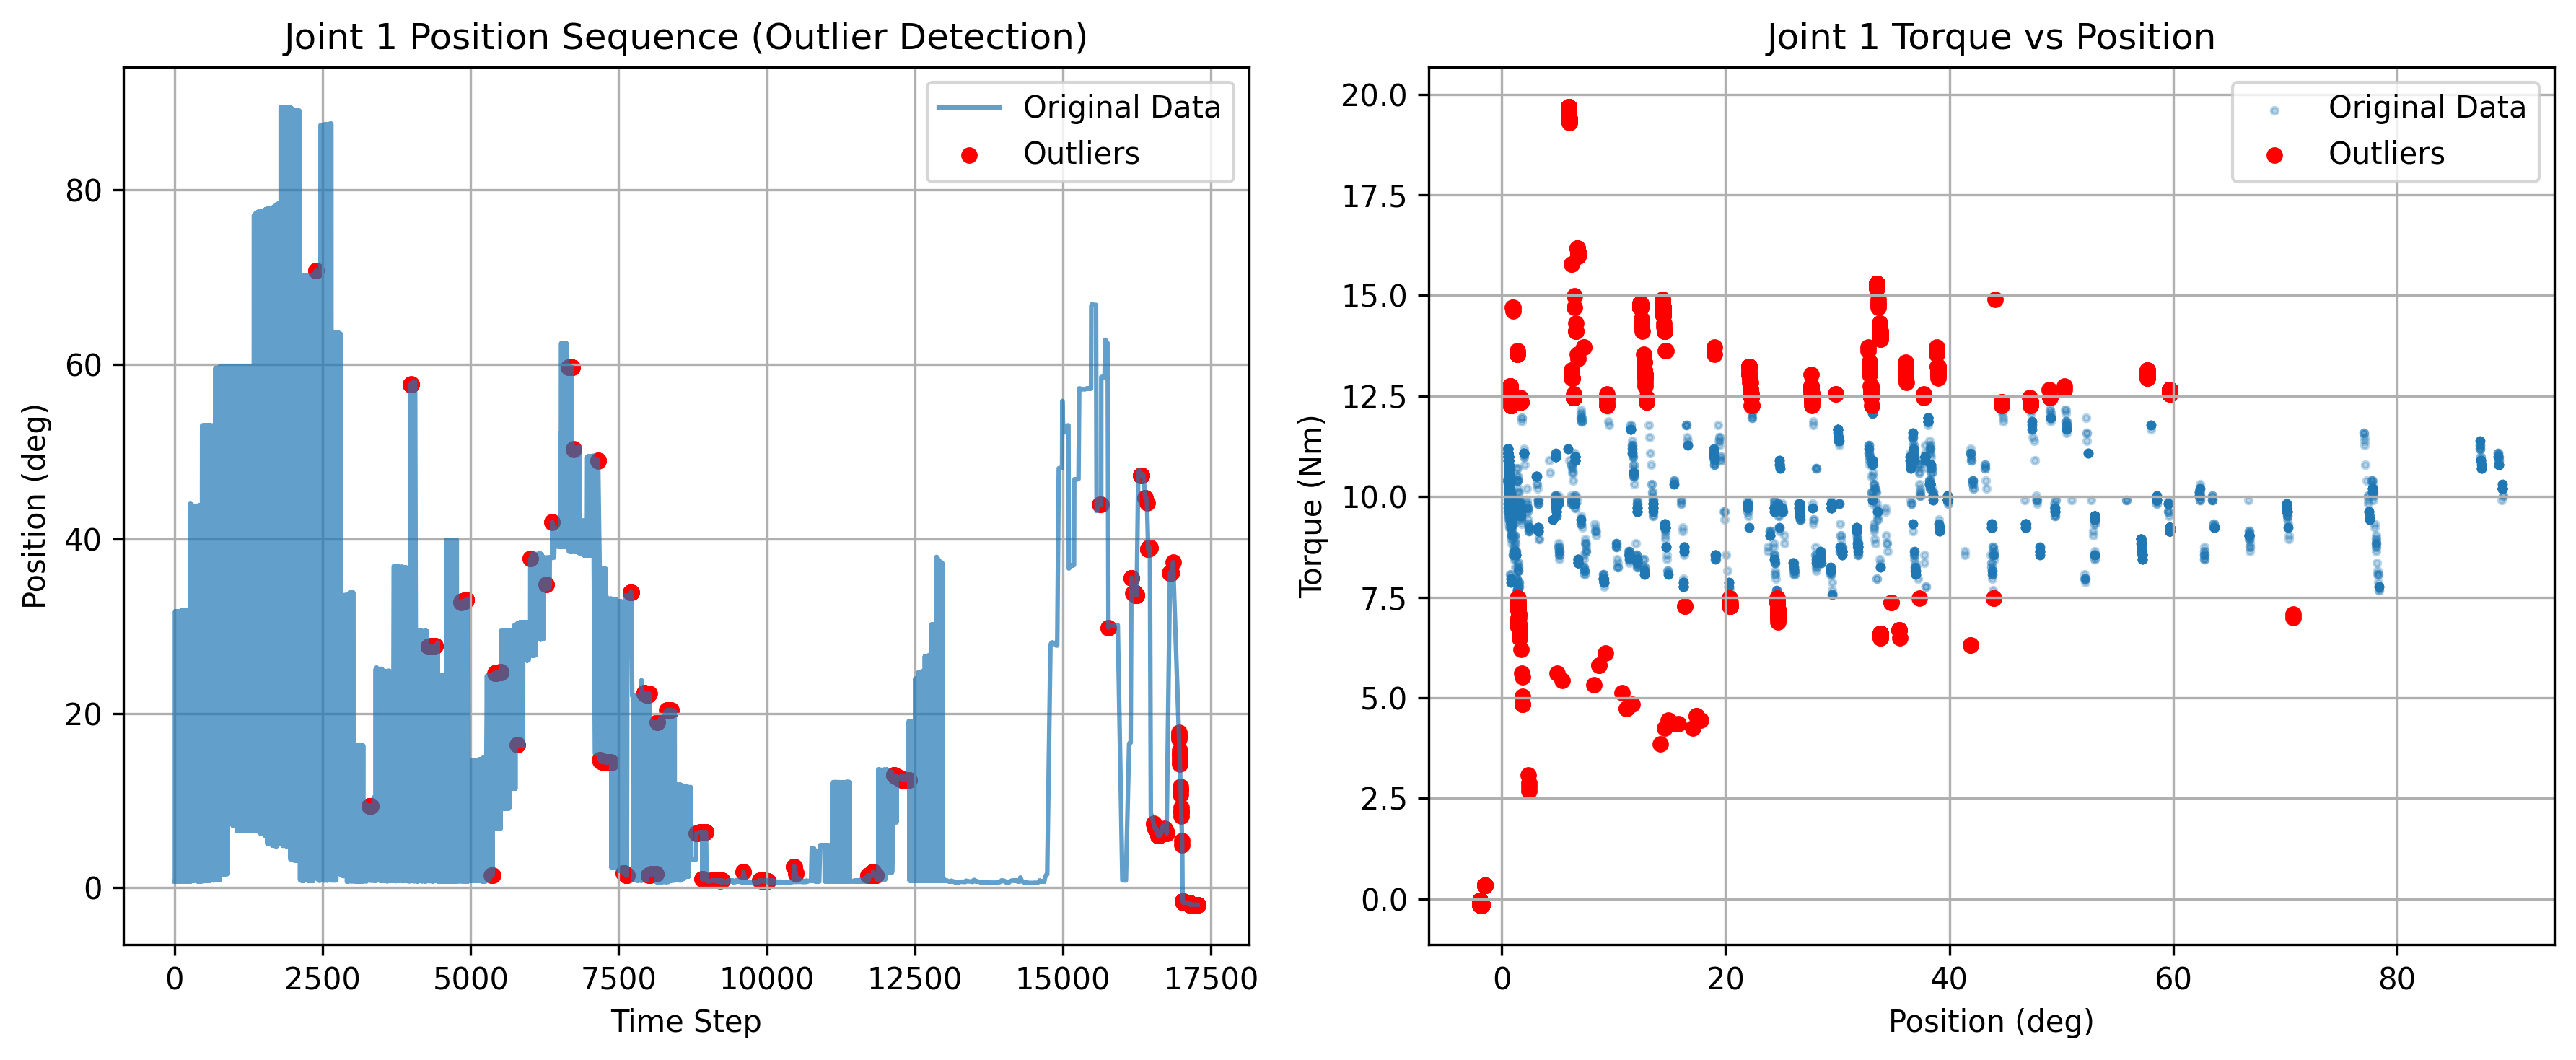 Joint 1 Position Sequence (Outlier Detection)
Original Data
Outliers
Position (deg)
80
60
40
20
0
0 2500 5000 7500 10000 12500 15000 17500
Time Step
Joint 1 Torque vs Position
Original Data
Outliers
Torque (Nm)
20.0
17.5
15.0
12.5
10.0
7.5
5.0
2.5
0.0
0 20 40 60 80
Position (deg)